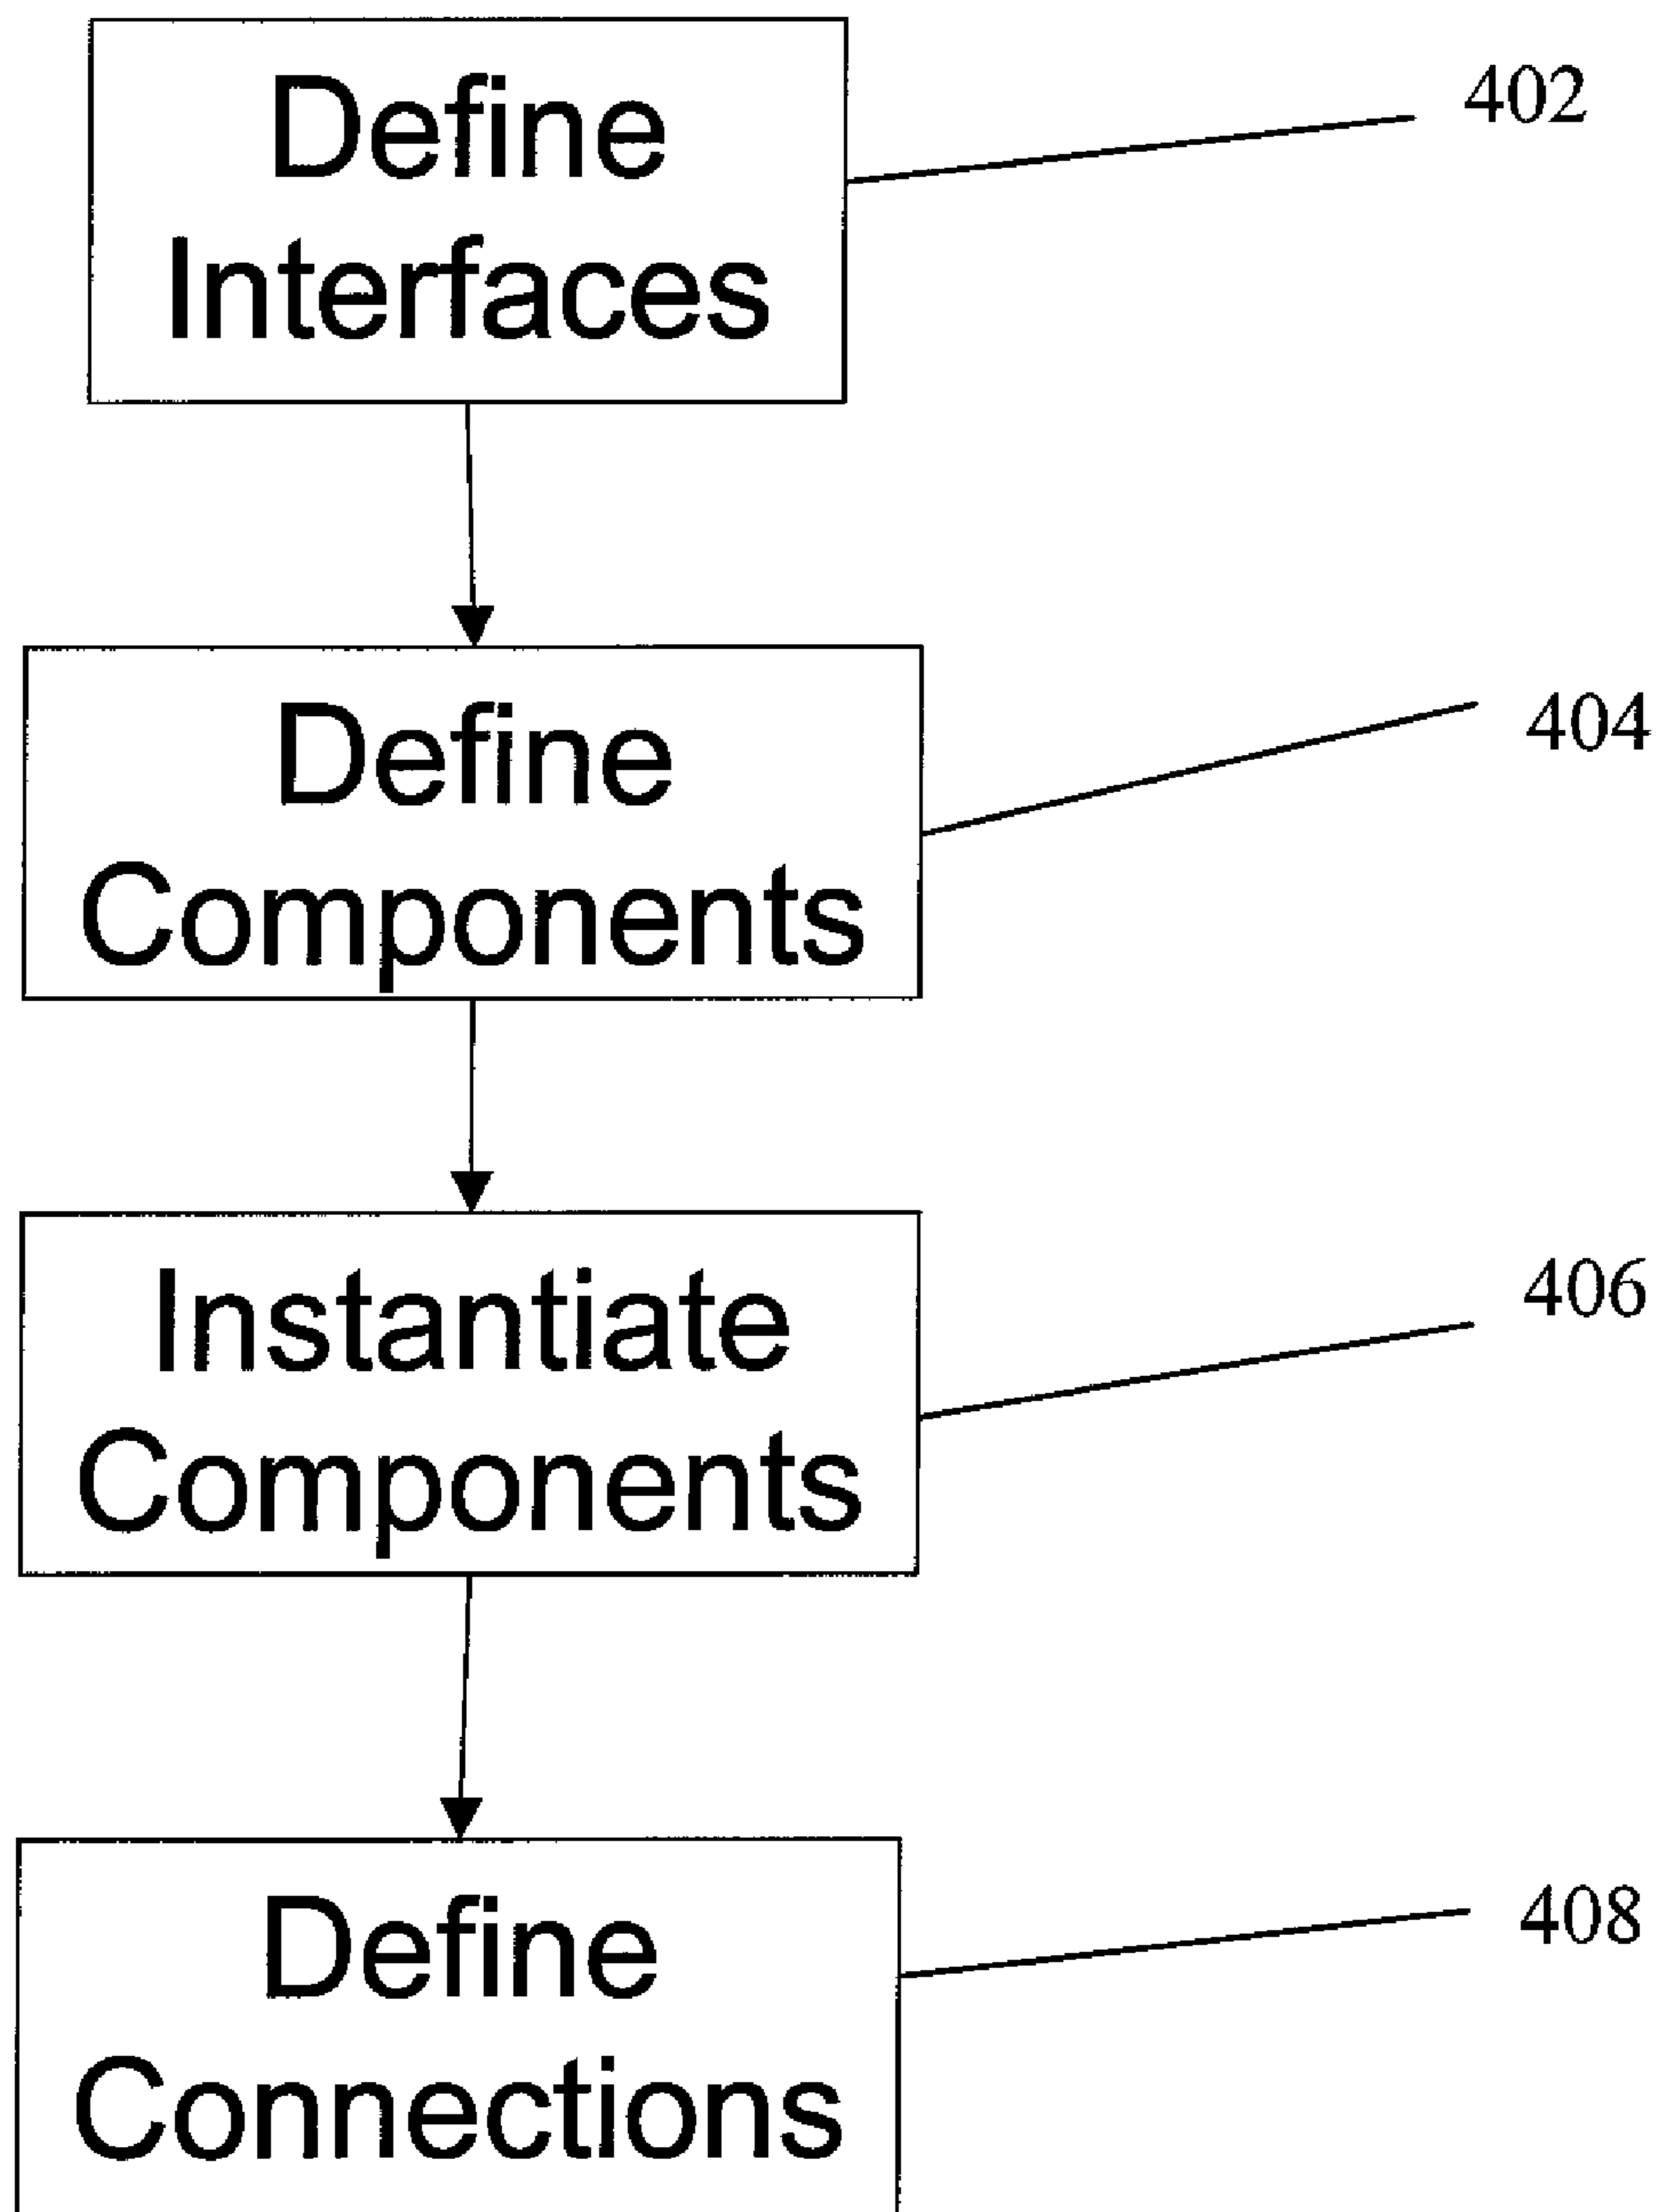 Define
Interfaces
402
Define
Components
404
Instantiate
Components
406
Define
Connections
408